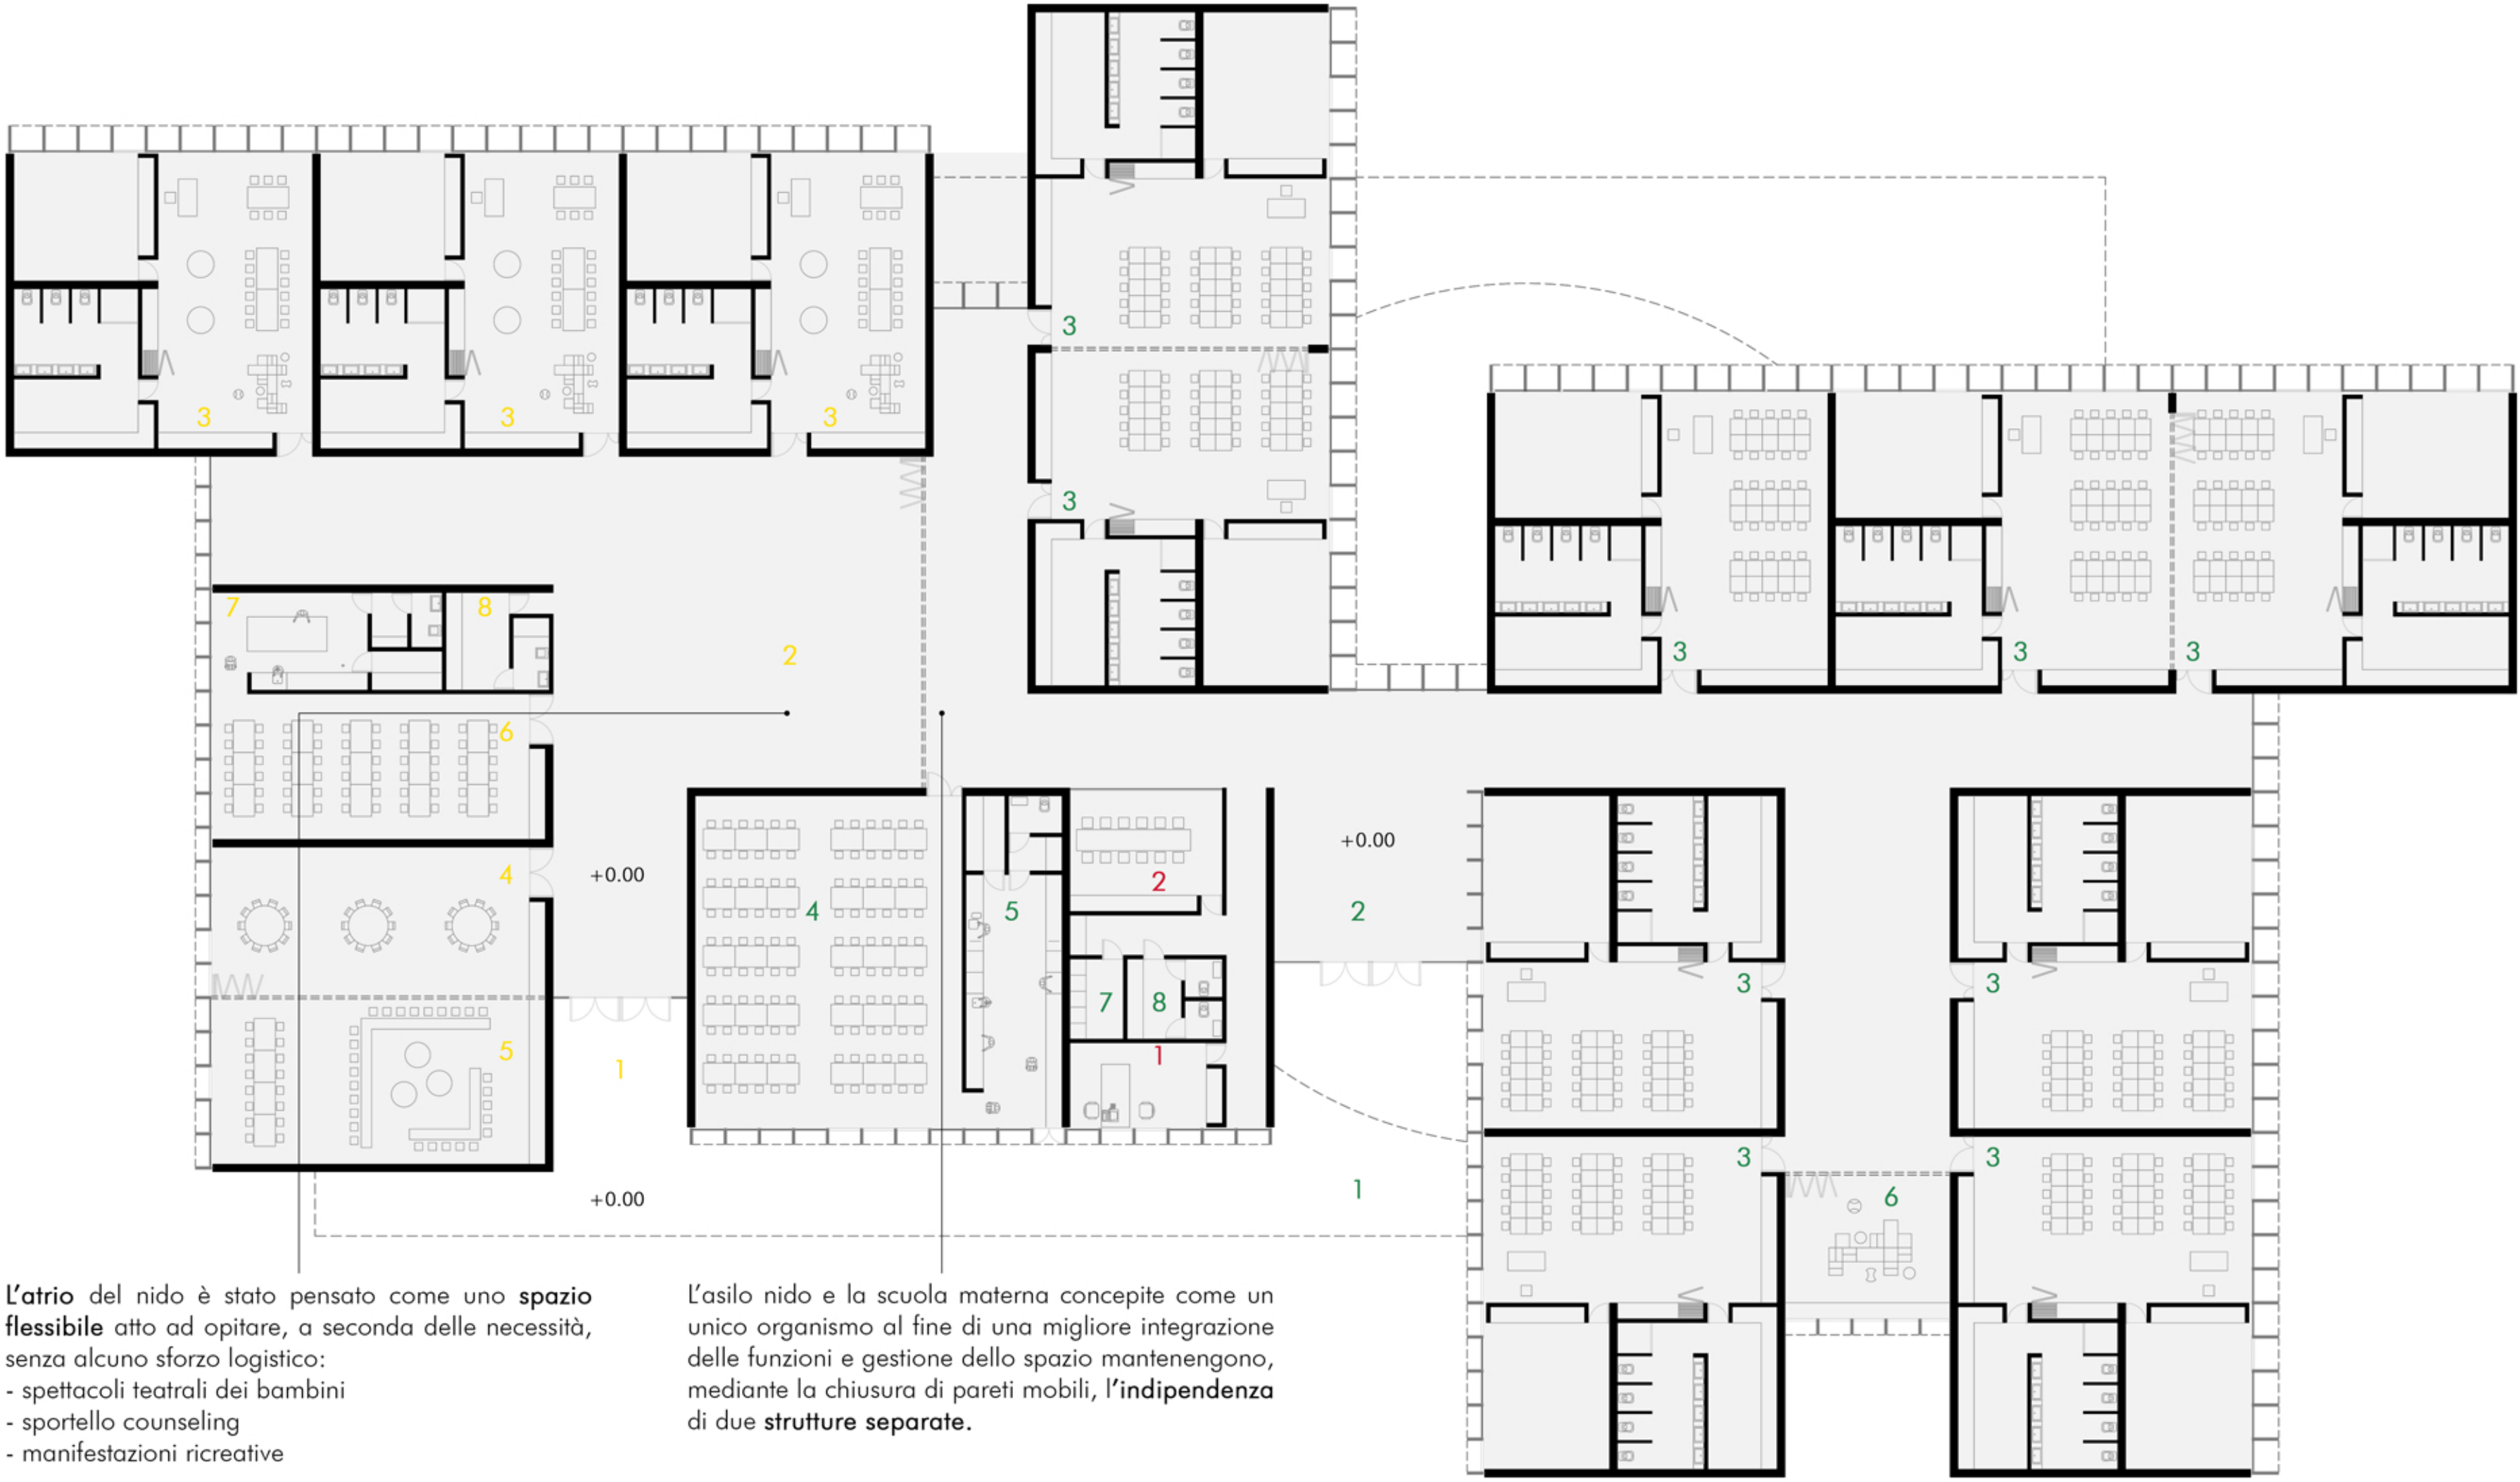 3
3
3
3
3
7
8
2
6
3
3
3
4
+0.00
+0.00
2
4
5
2
7
8
3
3
5
1
1
3
3
+0.00
1
6
L'atrio del nido è stato pensato come uno spazio
flessibile atto ad opitare, a seconda delle necessità,
senza alcuno sforzo logistico:
- spettacoli teatrali dei bambini
- sportello counseling
- manifestazioni ricreative
L'asilo nido e la scuola materna concepite come un
unico organismo al fine di una migliore integrazione
delle funzioni e gestione dello spazio mantenengono,
mediante la chiusura di pareti mobili, l'indipendenza
di due strutture separate.